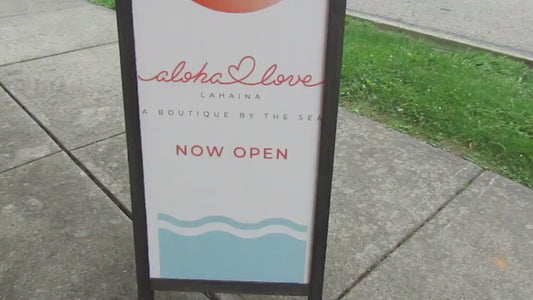 aloha love
LAHAINA
A BOUTIQUE BY THE SEA
NOW OPEN